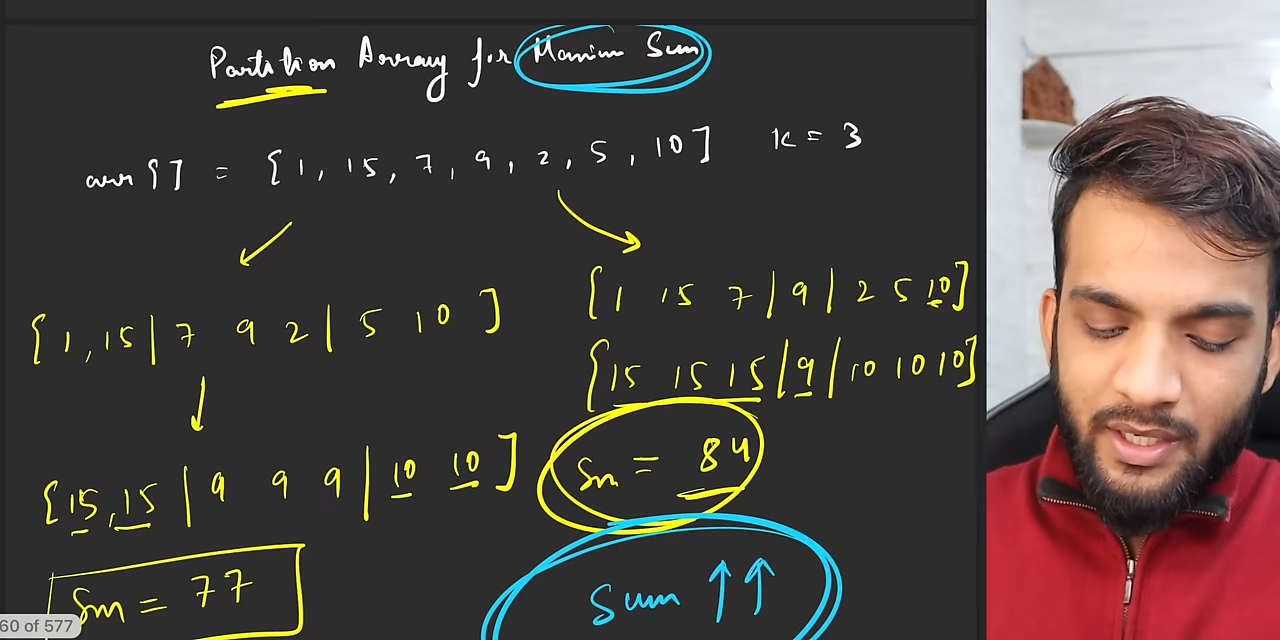 Partition Array for Maximum Sum
arr[] = [1, 15, 7, 9, 2, 5, 10] k = 3
[1, 15 | 7 9 2 | 5 10]
[15, 15 | 9 9 9 | 10 10]
Sum = 77
[1 15 7 | 9 | 2 5 10]
[15 15 15 | 9 | 10 10 10]
Sum = 84
Sum ↑↑
60 of 577